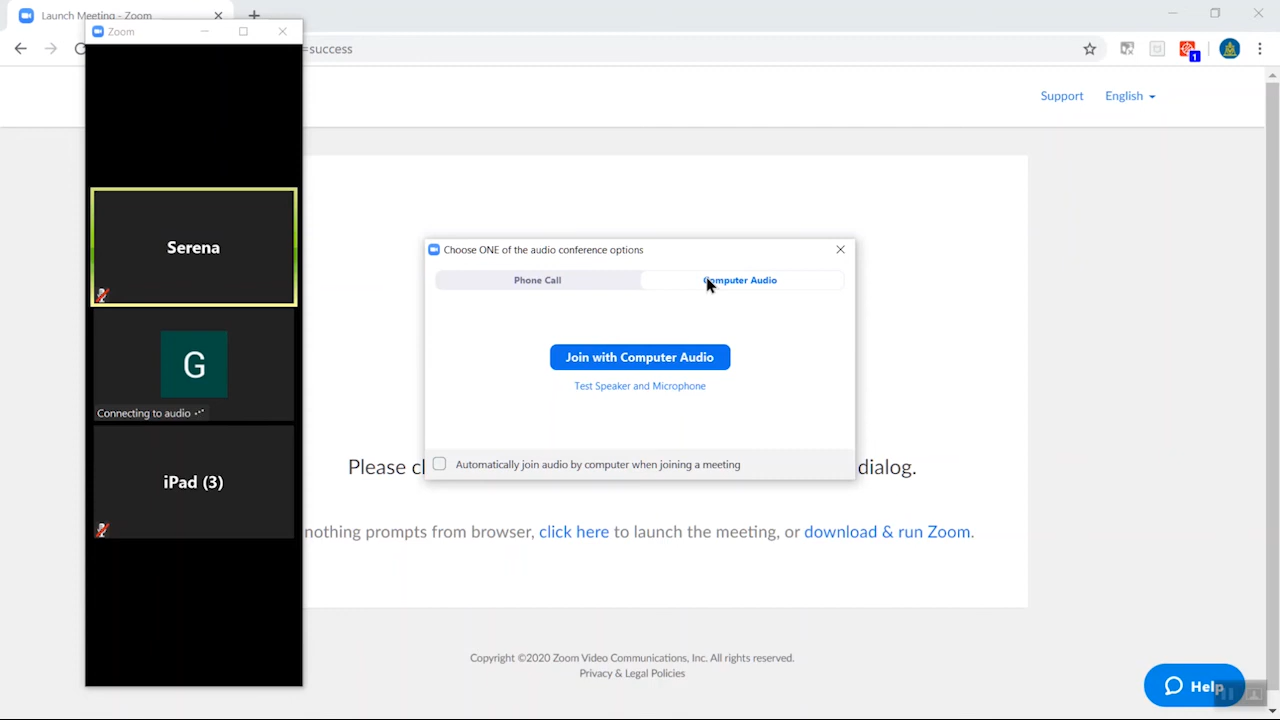 Launch Meeting - Zoom
Zoom
=success
Support
English
Serena
G
Connecting to audio
iPad (3)
Choose ONE of the audio conference options
Phone Call
Computer Audio
Join with Computer Audio
Test Speaker and Microphone
Automatically join audio by computer when joining a meeting
Please dialog.
nothing prompts from browser, click here to launch the meeting, or download & run Zoom.
Copyright ©2020 Zoom Video Communications, Inc. All rights reserved.
Privacy & Legal Policies
Help
1